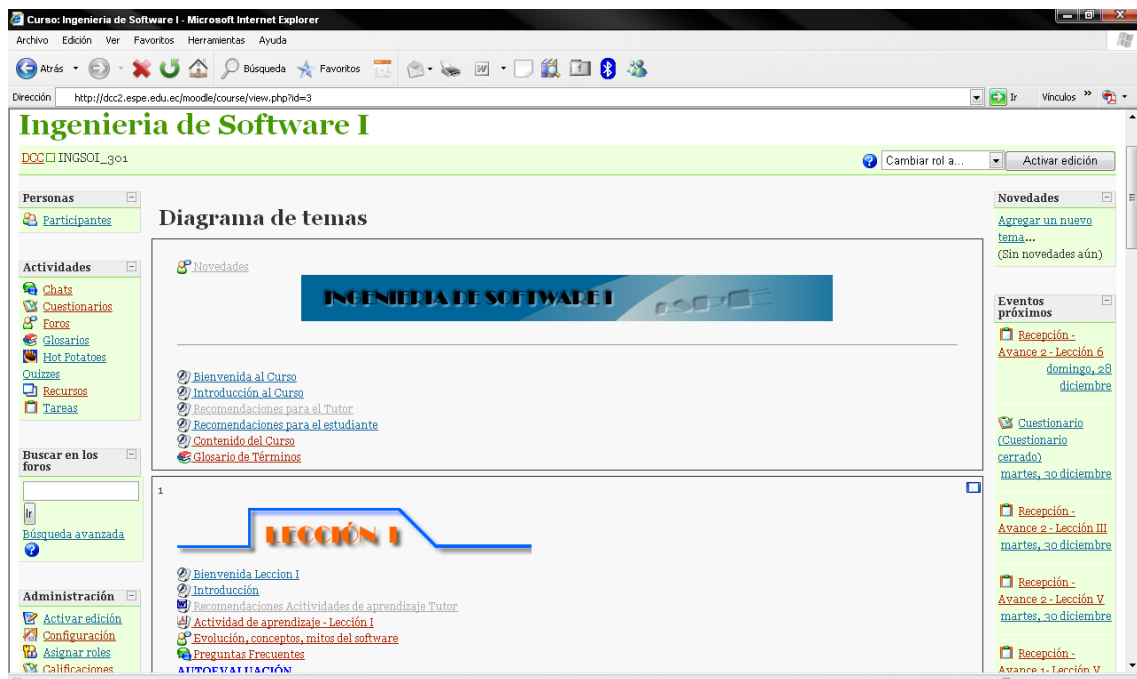 Curso: Ingenieria de Software I - Microsoft Internet Explorer
Archivo Edición Ver Favoritos Herramientas Ayuda
Atrás Búsqueda Favoritos
Dirección http://dcc2.espe.edu.ec/moodle/course/view.php?id=3 Ir Vínculos »
Ingenieria de Software I
DCC INGSOI_301 Cambiar rol a... Activar edición
Personas
Participantes
Actividades
Chats
Cuestionarios
Foros
Glosarios
Hot Potatoes
Quizzes
Recursos
Tareas
Buscar en los
foros
Ir
Búsqueda avanzada
Administración
Activar edición
Configuración
Asignar roles
Calificaciones
Diagrama de temas
Novedades
INGENIERIA DE SOFTWARE I ESPE
Bienvenida al Curso
Introducción al Curso
Recomendaciones para el Tutor
Recomendaciones para el estudiante
Contenido del Curso
Glosario de Términos
1
LECCIÓN I
Bienvenida Leccion I
Introducción
Recomendaciones Acitividades de aprendizaje Tutor
Actividad de aprendizaje - Lección I
Evolución, conceptos, mitos del software
Preguntas Frecuentes
AUTOEVALUACIÓN
Novedades
Agregar un nuevo
tema...
(Sin novedades aún)
Eventos
próximos
Recepción -
Avance 2 - Lección 6
domingo, 28
diciembre
Cuestionario
(Cuestionario
cerrado)
martes, 30 diciembre
Recepción -
Avance 2 - Lección III
martes, 30 diciembre
Recepción -
Avance 2 - Lección V
martes, 30 diciembre
Recepción -
Avance 1- Lección V